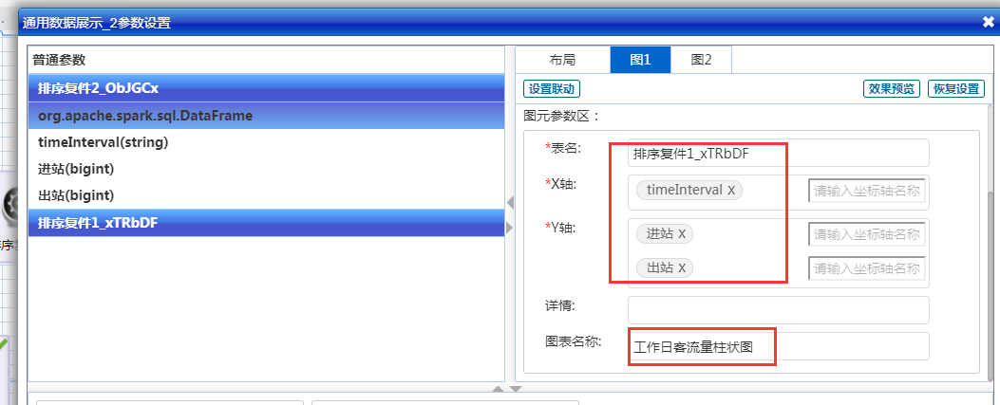 通用数据展示_2参数设置
普通参数
排序复件2_ObJGCx
org.apache.spark.sql.DataFrame
timeInterval(string)
进站(bigint)
出站(bigint)
排序复件1_xTRbDF
布局 图1 图2
设置联动 效果预览 恢复设置
图元参数区：
*表名: 排序复件1_xTRbDF
*X轴: timeInterval x 请输入坐标轴名称
*Y轴: 进站 x 请输入坐标轴名称
出站 x 请输入坐标轴名称
详情:
图表名称: 工作日客流量柱状图